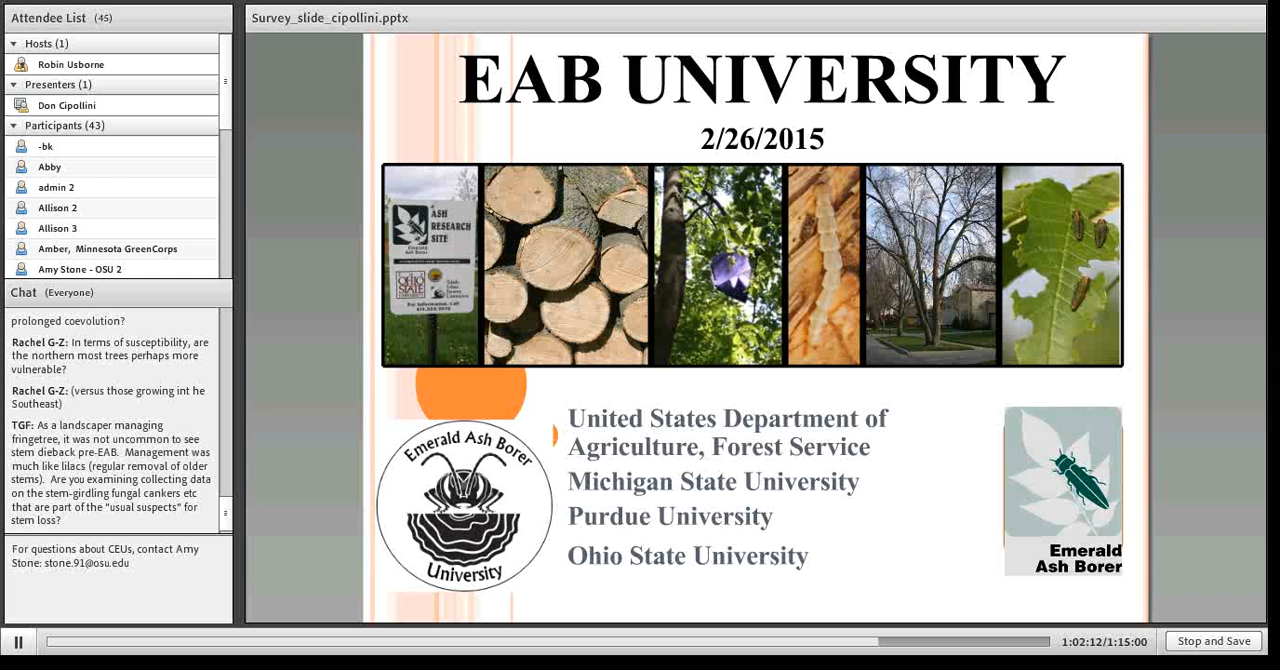 Attendee List (45)
Hosts (1)
Robin Usborne
Presenters (1)
Don Cipollini
Participants (43)
-bk
Abby
admin 2
Allison 2
Allison 3
Amber, Minnesota GreenCorps
Amy Stone - OSU 2
Chat (Everyone)
prolonged coevolution?
Rachel G-Z: In terms of susceptibility, are
the northern most trees perhaps more
vulnerable?
Rachel G-Z: (versus those growing int he
Southeast)
TGF: As a landscaper managing
fringetree, it was not uncommon to see
stem dieback pre-EAB. Management was
much like lilacs (regular removal of older
stems). Are you examining collecting data
on the stem-girdling fungal cankers etc
that are part of the "usual suspects" for
stem loss?
For questions about CEUs, contact Amy
Stone: stone.91@osu.edu
Survey_slide_cipollini.pptx
EAB UNIVERSITY
2/26/2015
ASH
RESEARCH
SITE
Emerald
Ash Borer
OHIO
STATE
United States Department of
Agriculture, Forest Service
Michigan State University
Purdue University
Ohio State University
Emerald Ash Borer
University
Emerald
Ash Borer
1:02:12/1:15:00
Stop and Save